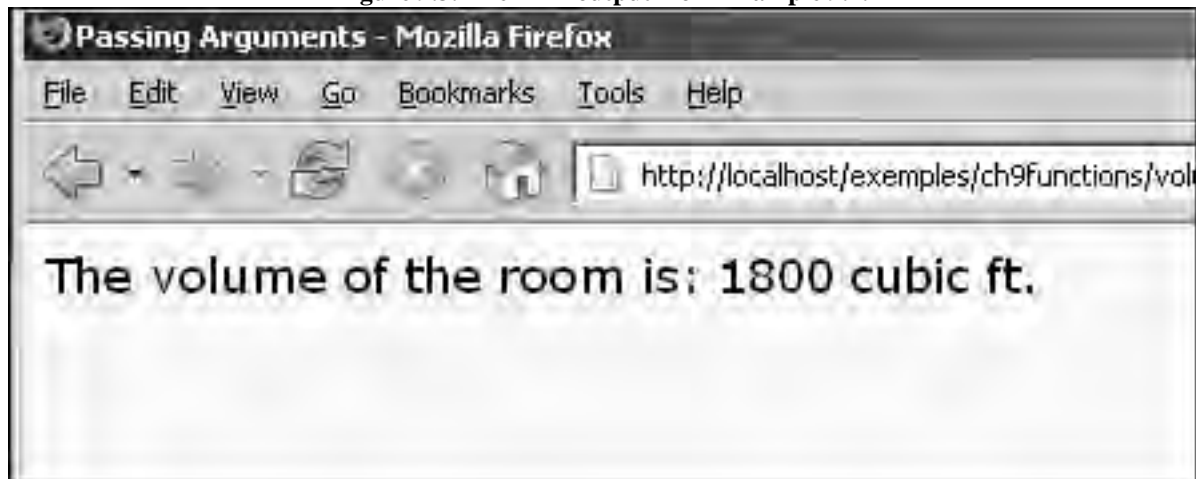 Passing Arguments - Mozilla Firefox
File Edit View Go Bookmarks Tools Help
http://localhost/exemples/ch9functions/vol
The volume of the room is: 1800 cubic ft.